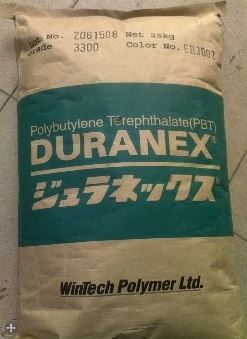 Lot No. 2061508 Net 25kg
Grade 3300 Color No. ED3002
Polybutylene Terephthalate(PBT)
DURANEX®
ジュラネックス®
WinTech Polymer Ltd.